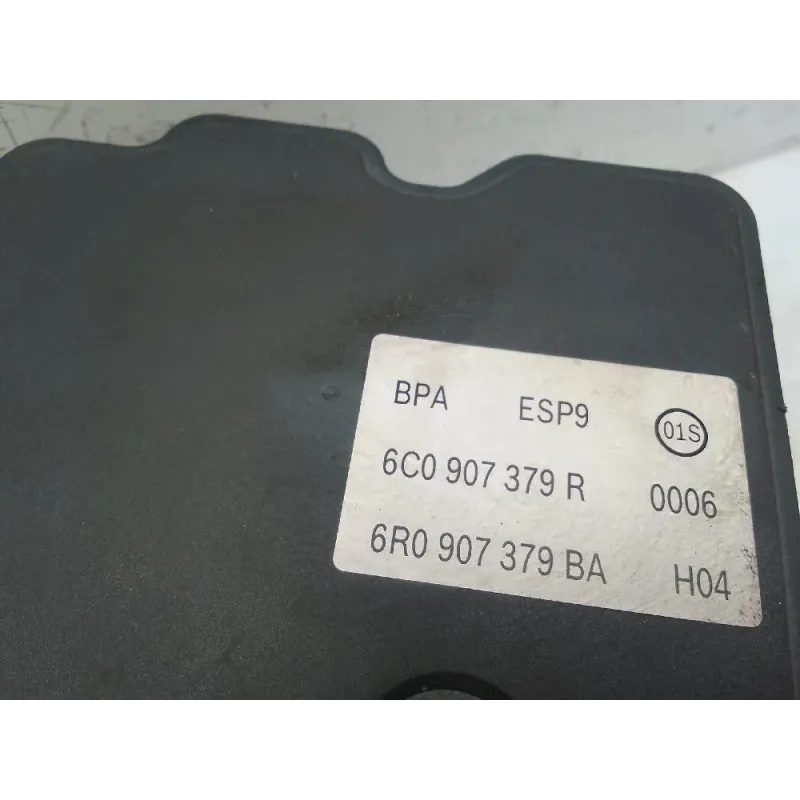 BPA ESP9 01S
6C0 907 379 R 0006
6R0 907 379 BA H04